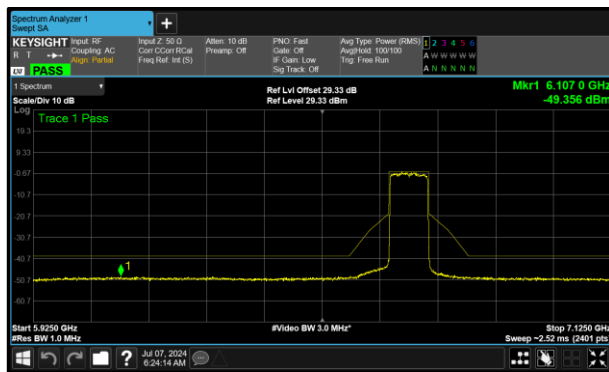 Spectrum Analyzer 1
Swept SA
+
KEYSIGHT Input: RF Input Z: 50 Ω Atten: 10 dB PNO: Fast Avg Type: Power (RMS) 1 2 3 4 5 6
R T Coupling: AC Corr CCorr RCal Preamp: Off Gate: Off Avg|Hold: 100/100 A W W W W W
Align: Partial Freq Ref: Int (S) IF Gain: Low Trig: Free Run
LXI PASS Sig Track: Off A N N N N N
1 Spectrum Ref Lvl Offset 29.33 dB Mkr1 6.107 0 GHz
Scale/Div 10 dB Ref Level 29.33 dBm -49.356 dBm
Log
Trace 1 Pass
19.3
9.33
-0.67
-10.7
-20.7
-30.7
-40.7
1
-50.7
-60.7
Start 5.9250 GHz #Video BW 3.0 MHz* Stop 7.1250 GHz
#Res BW 1.0 MHz Sweep ~2.52 ms (2401 pts)
? Jul 07, 2024
6:24:14 AM